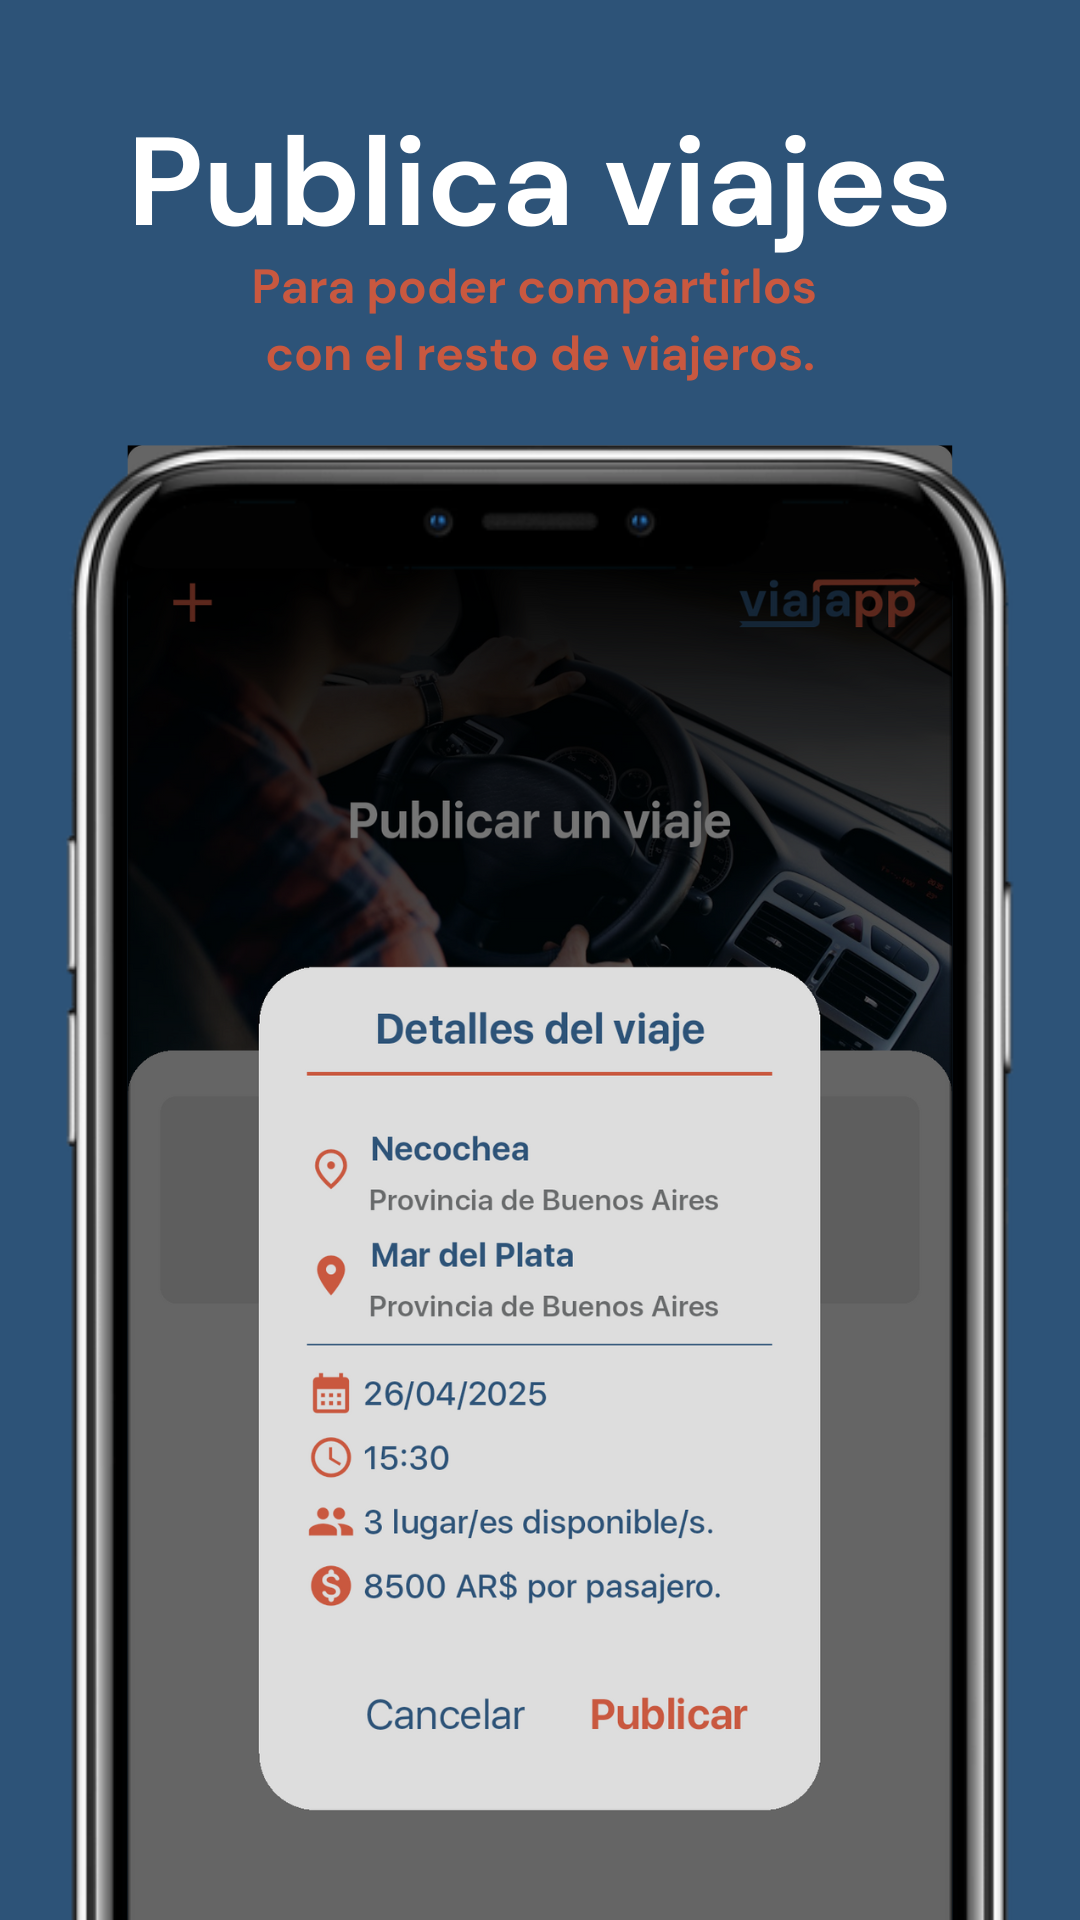 Publica viajes
Para poder compartirlos
con el resto de viajeros.
viajapp
Publicar un viaje
Detalles del viaje
Necochea
Provincia de Buenos Aires
Mar del Plata
Provincia de Buenos Aires
26/04/2025
15:30
3 lugar/es disponible/s.
8500 AR$ por pasajero.
Cancelar Publicar